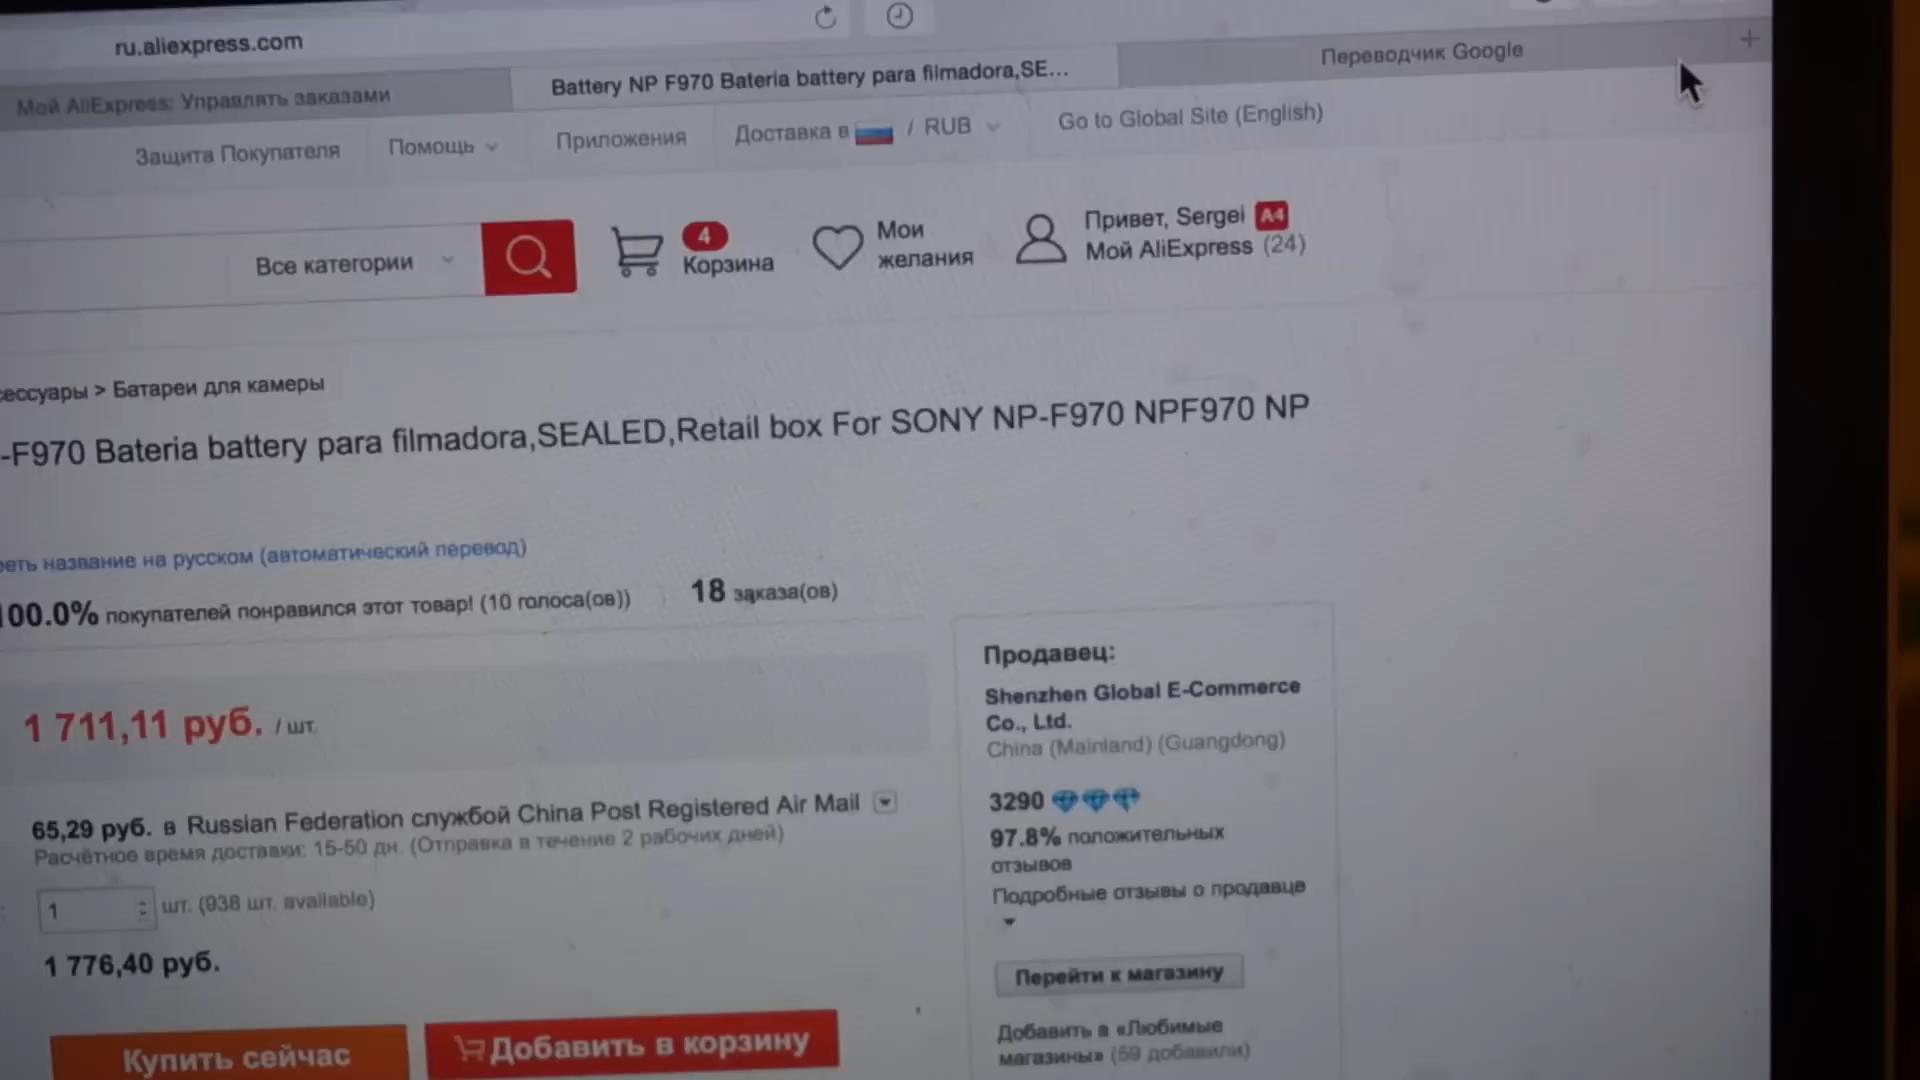 ru.aliexpress.com
Мой AliExpress: Управлять заказами
Battery NP F970 Bateria battery para filmadora,SE...
Переводчик Google
+
Защита Покупателя
Помощь
Приложения
Доставка в / RUB
Go to Global Site (English)
Все категории
4
Корзина
Мои
желания
Привет, Sergei A4
Мой AliExpress (24)
> Батареи для камеры
-F970 Bateria battery para filmadora,SEALED,Retail box For SONY NP-F970 NPF970 NP
название на русском (автоматический перевод)
100.0% покупателей понравился этот товар! (10 голоса(ов))
18 заказа(ов)
1 711,11 руб. / шт.
65,29 руб. в Russian Federation службой China Post Registered Air Mail
Расчётное время доставки: 15-50 дн. (Отправка в течение 2 рабочих дней)
1 шт. (938 шт. available)
1 776,40 руб.
Купить сейчас
Добавить в корзину
Продавец:
Shenzhen Global E-Commerce
Co., Ltd.
China (Mainland) (Guangdong)
3290
97.8% положительных
отзывов
Подробные отзывы о продавце
Перейти к магазину
Добавить в «Любимые
магазины» (59 добавили)